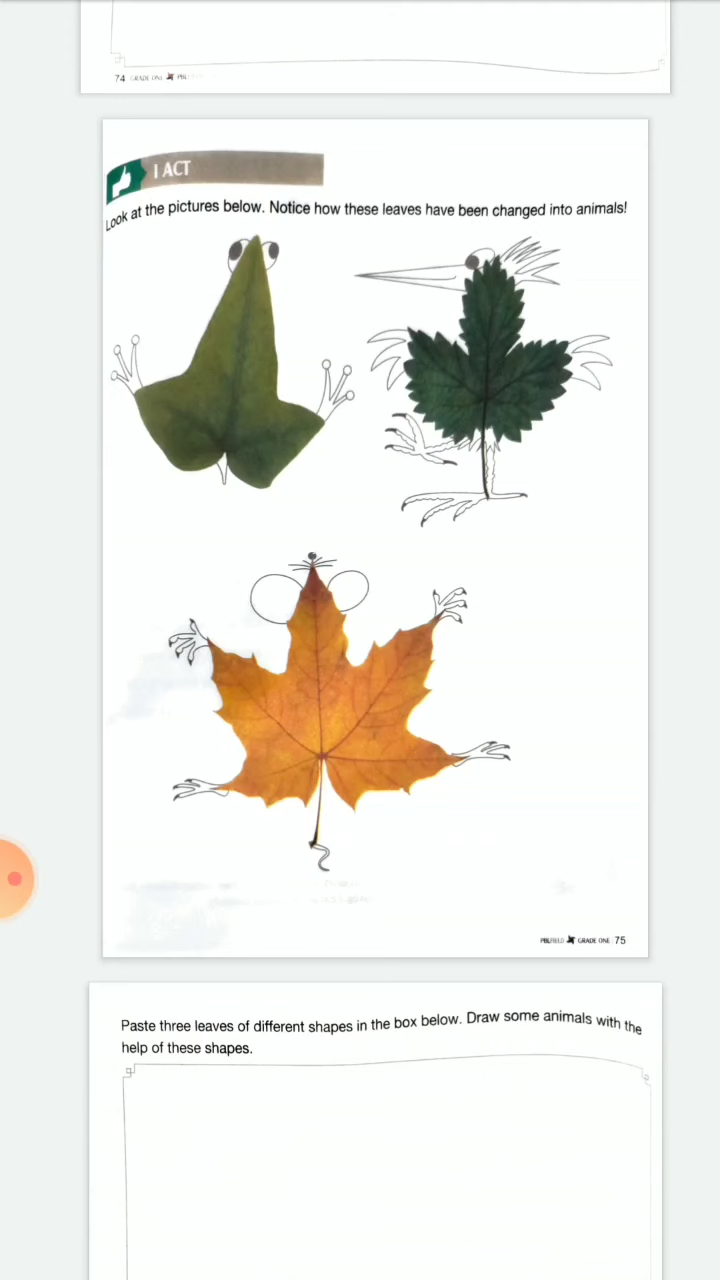 74 GRADE ONE
I ACT
Look at the pictures below. Notice how these leaves have been changed into animals!
GRADE ONE 75
Paste three leaves of different shapes in the box below. Draw some animals with the
help of these shapes.